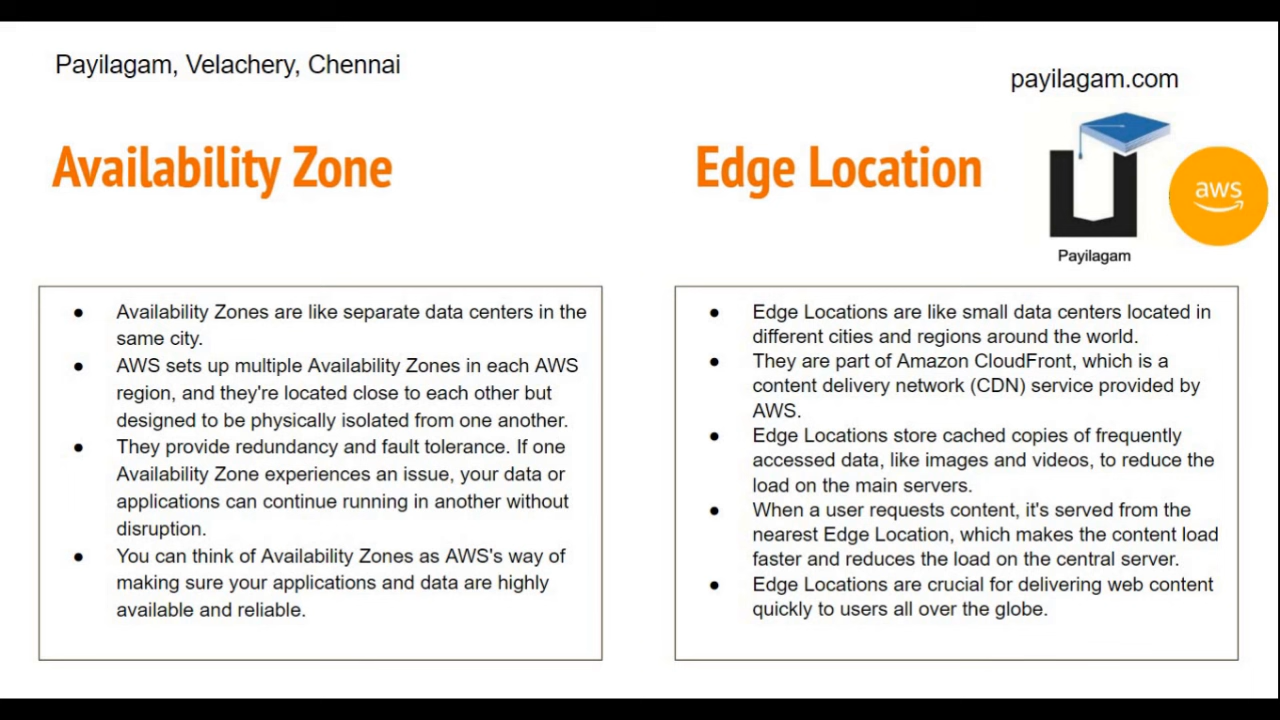 Payilagam, Velachery, Chennai
payilagam.com
Availability Zone
Edge Location
aws
Payilagam
● Availability Zones are like separate data centers in the
same city.
● AWS sets up multiple Availability Zones in each AWS
region, and they're located close to each other but
designed to be physically isolated from one another.
● They provide redundancy and fault tolerance. If one
Availability Zone experiences an issue, your data or
applications can continue running in another without
disruption.
● You can think of Availability Zones as AWS's way of
making sure your applications and data are highly
available and reliable.
● Edge Locations are like small data centers located in
different cities and regions around the world.
● They are part of Amazon CloudFront, which is a
content delivery network (CDN) service provided by
AWS.
● Edge Locations store cached copies of frequently
accessed data, like images and videos, to reduce the
load on the main servers.
● When a user requests content, it's served from the
nearest Edge Location, which makes the content load
faster and reduces the load on the central server.
● Edge Locations are crucial for delivering web content
quickly to users all over the globe.